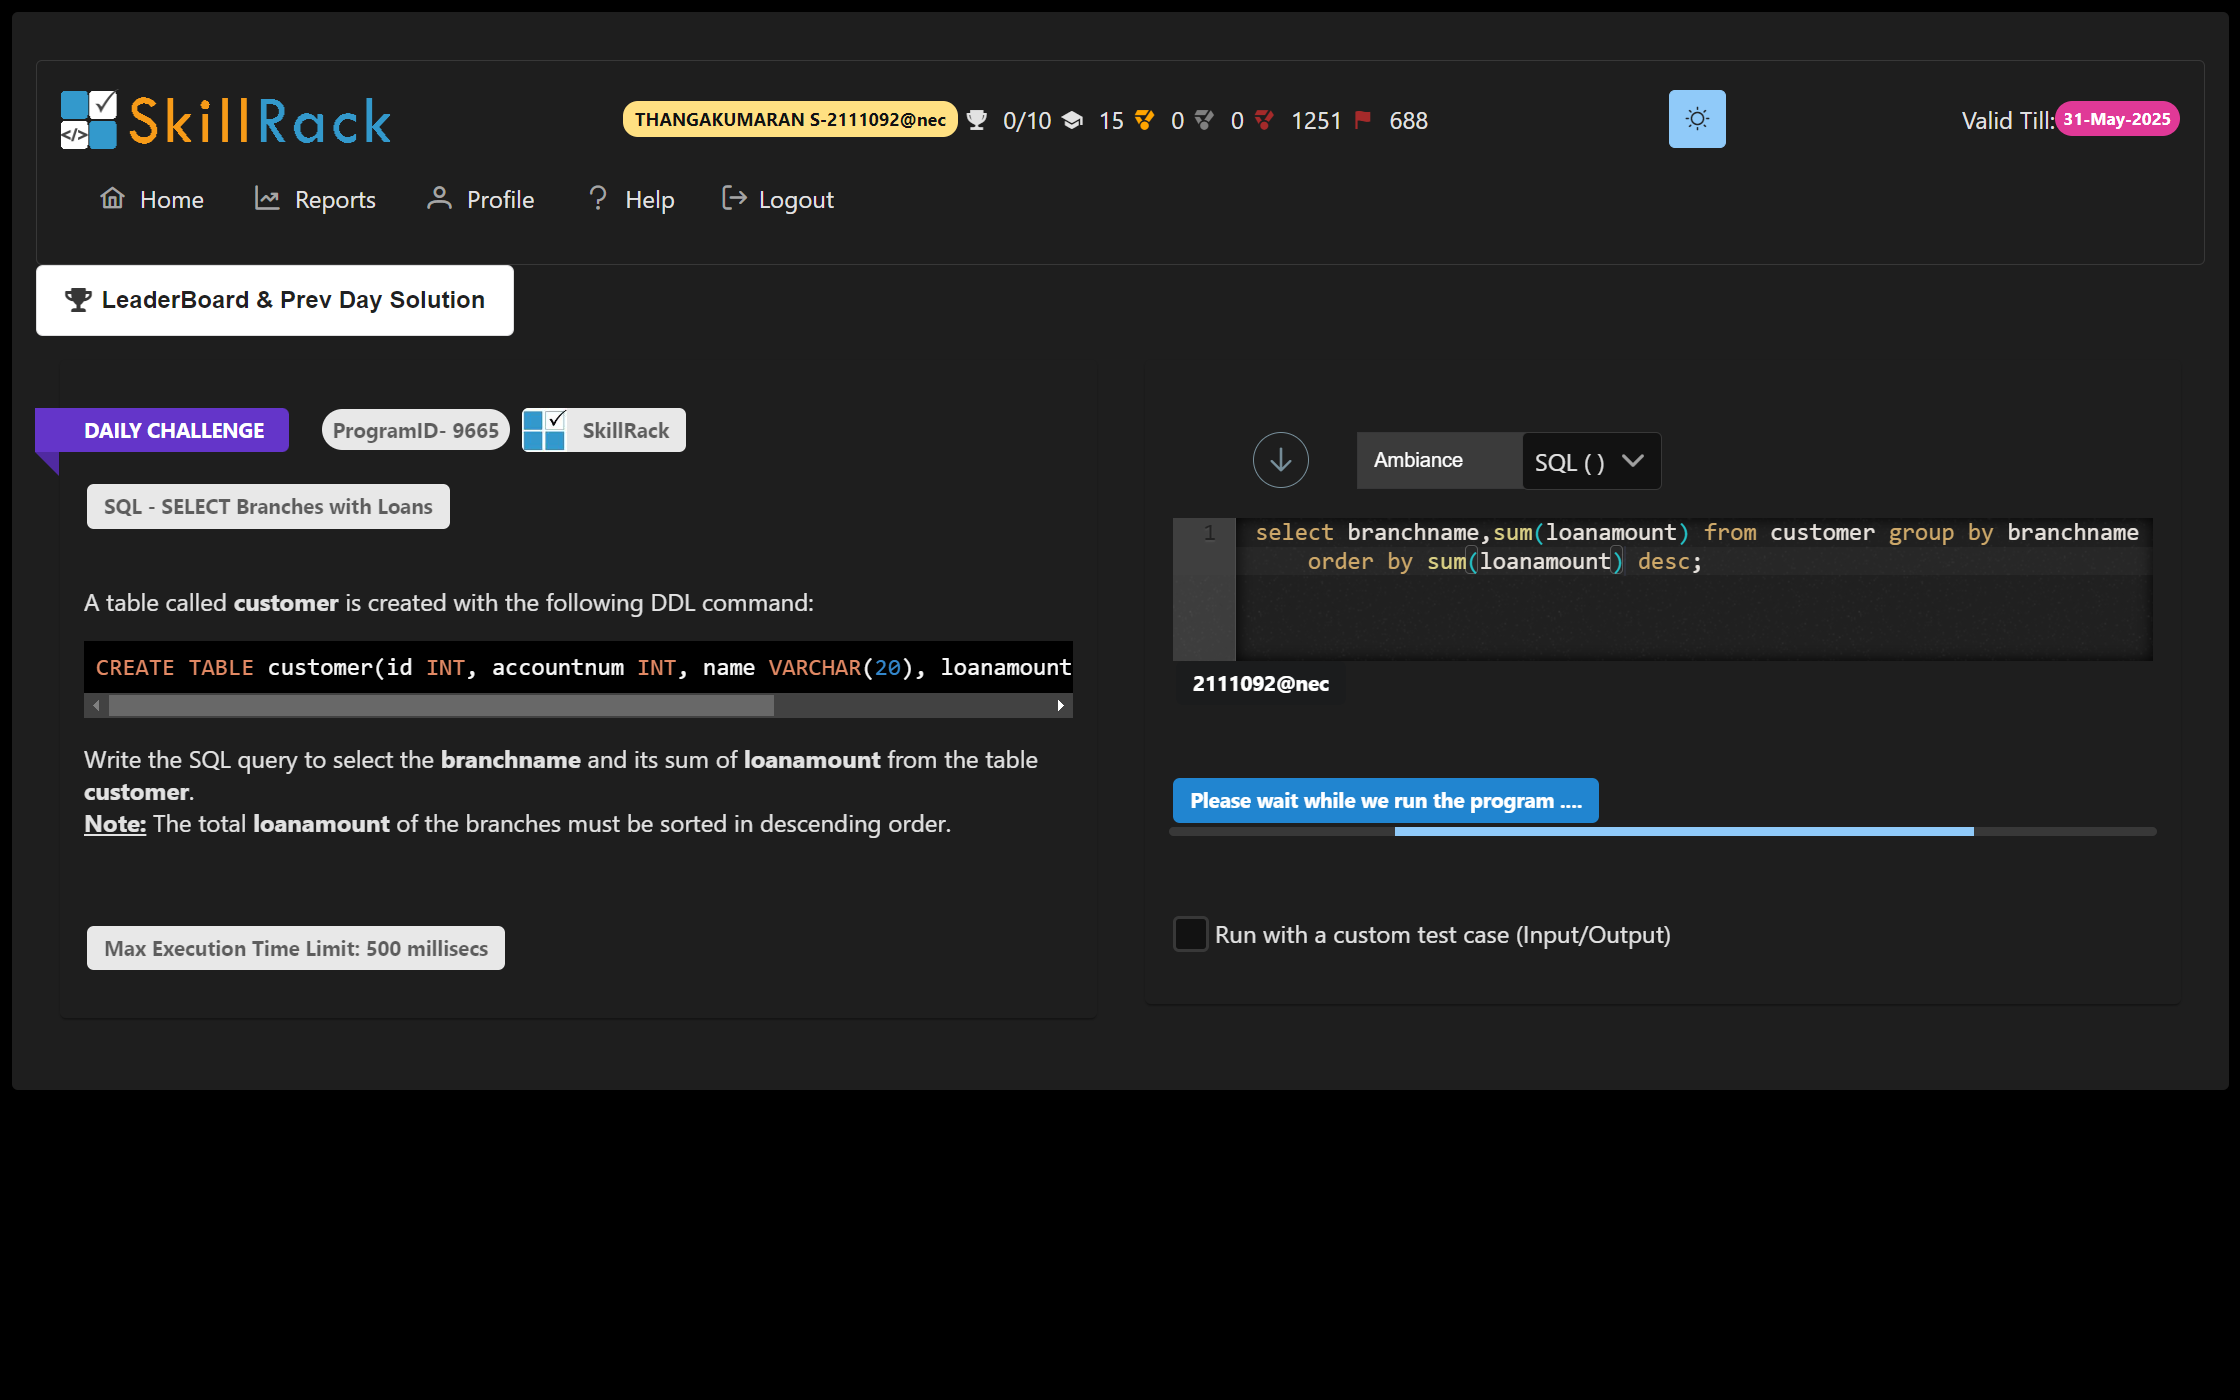 SkillRack
THANGAKUMARAN S-2111092@nec 0/10 15 0 0 1251 688
Valid Till: 31-May-2025
Home Reports Profile Help Logout
LeaderBoard & Prev Day Solution
DAILY CHALLENGE ProgramID- 9665 SkillRack
SQL - SELECT Branches with Loans
A table called customer is created with the following DDL command:
CREATE TABLE customer(id INT, accountnum INT, name VARCHAR(20), loanamount
Write the SQL query to select the branchname and its sum of loanamount from the table
customer.
Note: The total loanamount of the branches must be sorted in descending order.
Max Execution Time Limit: 500 millisecs
Ambiance SQL ( )
1 select branchname,sum(loanamount) from customer group by branchname
order by sum(loanamount) desc;
2111092@nec
Please wait while we run the program ....
Run with a custom test case (Input/Output)